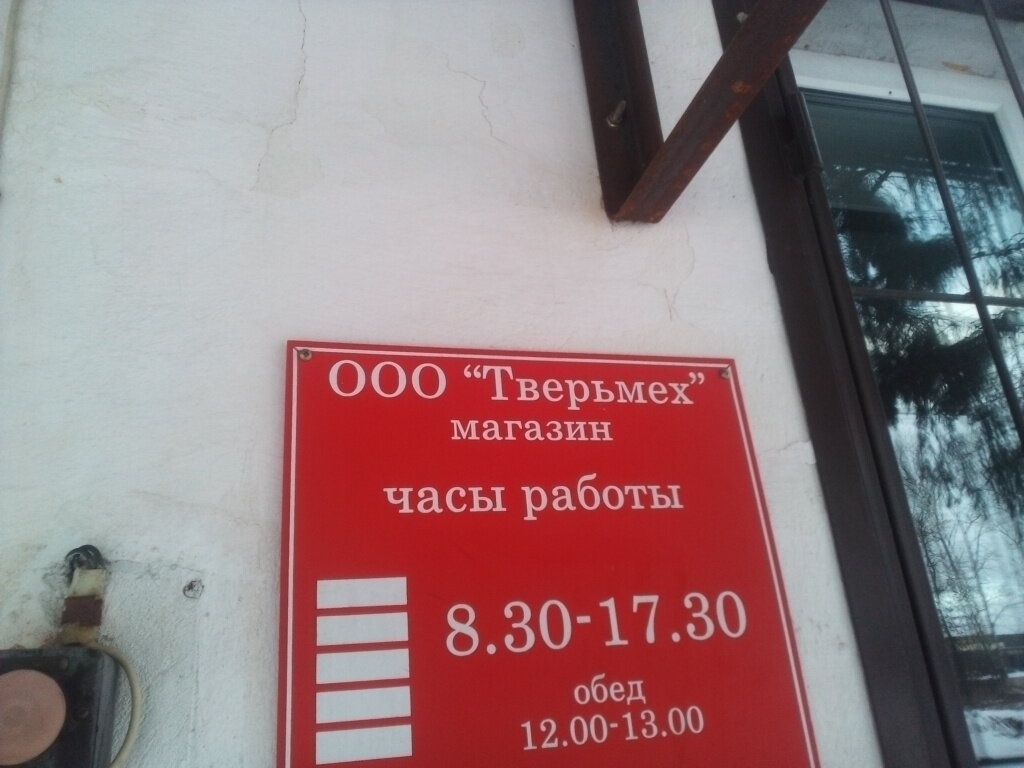 ООО “Тверьмех”
магазин
часы работы
8.30-17.30
обед
12.00-13.00